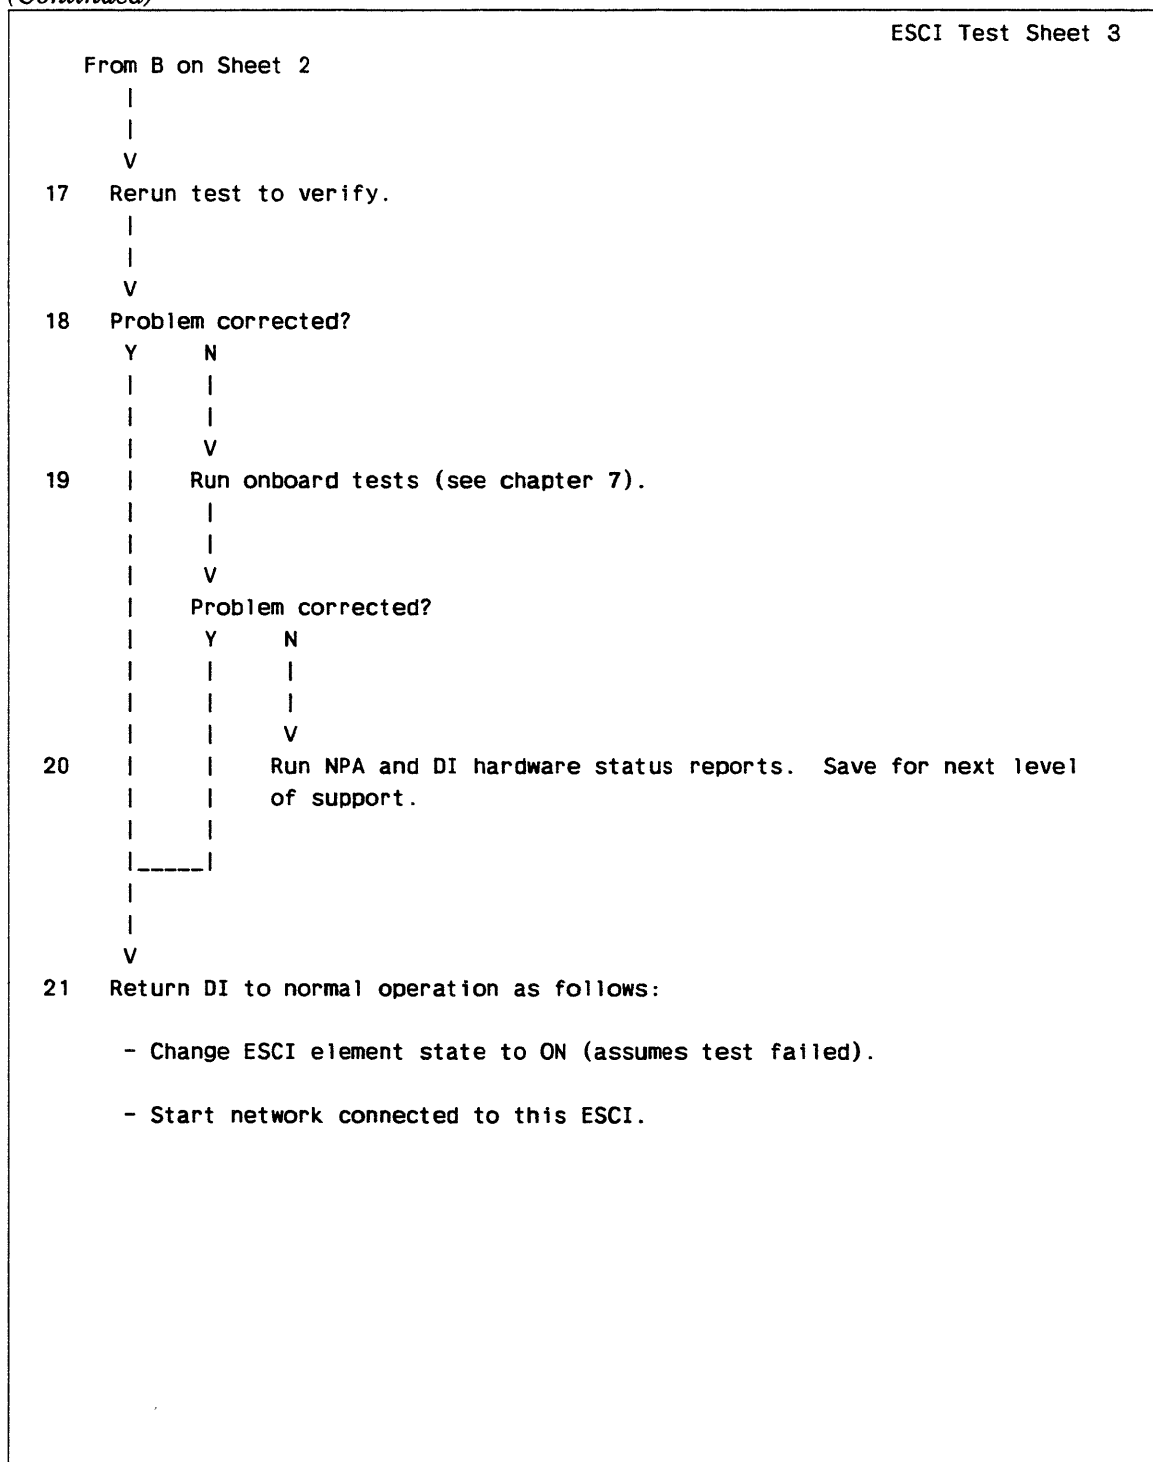 (Continued)
ESCI Test Sheet 3
From B on Sheet 2
|
|
V
17 Rerun test to verify.
|
|
V
18 Problem corrected?
Y N
| |
| |
| V
19 | Run onboard tests (see chapter 7).
| |
| |
| V
| Problem corrected?
| Y N
| | |
| | |
| | V
20 | | Run NPA and DI hardware status reports. Save for next level
| | of support.
| |
|_____|
|
|
V
21 Return DI to normal operation as follows:
- Change ESCI element state to ON (assumes test failed).
- Start network connected to this ESCI.